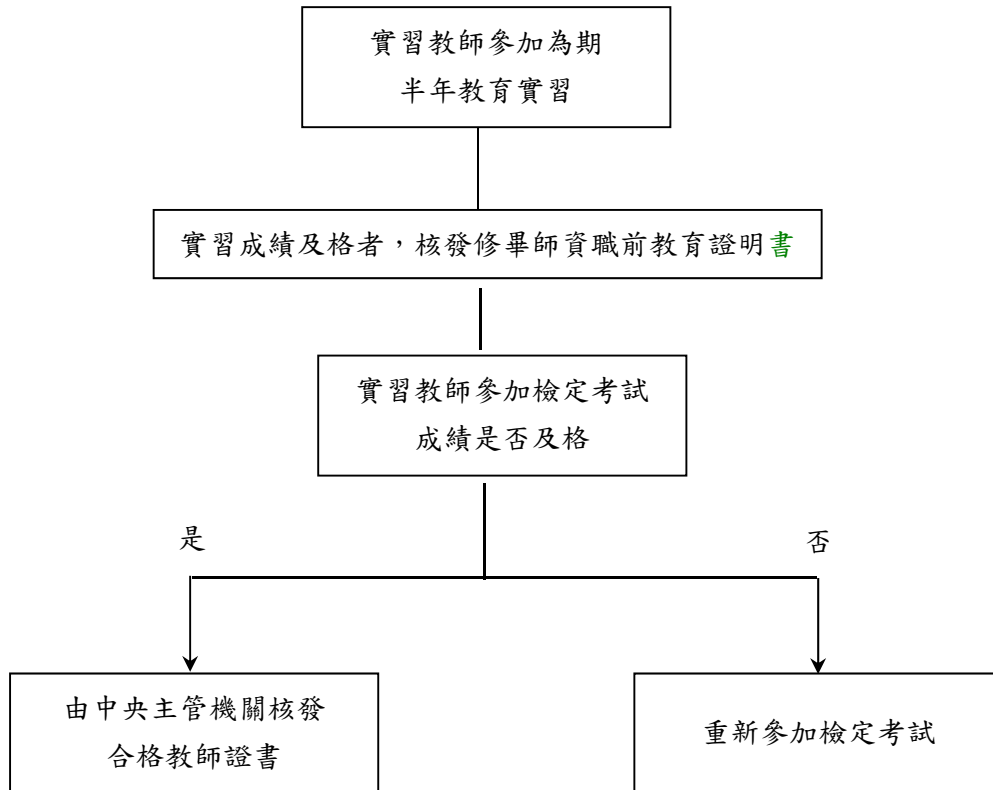 實習教師參加為期
半年教育實習
實習成績及格者，核發修畢師資職前教育證明書
實習教師參加檢定考試
成績是否及格
是
否
由中央主管機關核發
合格教師證書
重新參加檢定考試